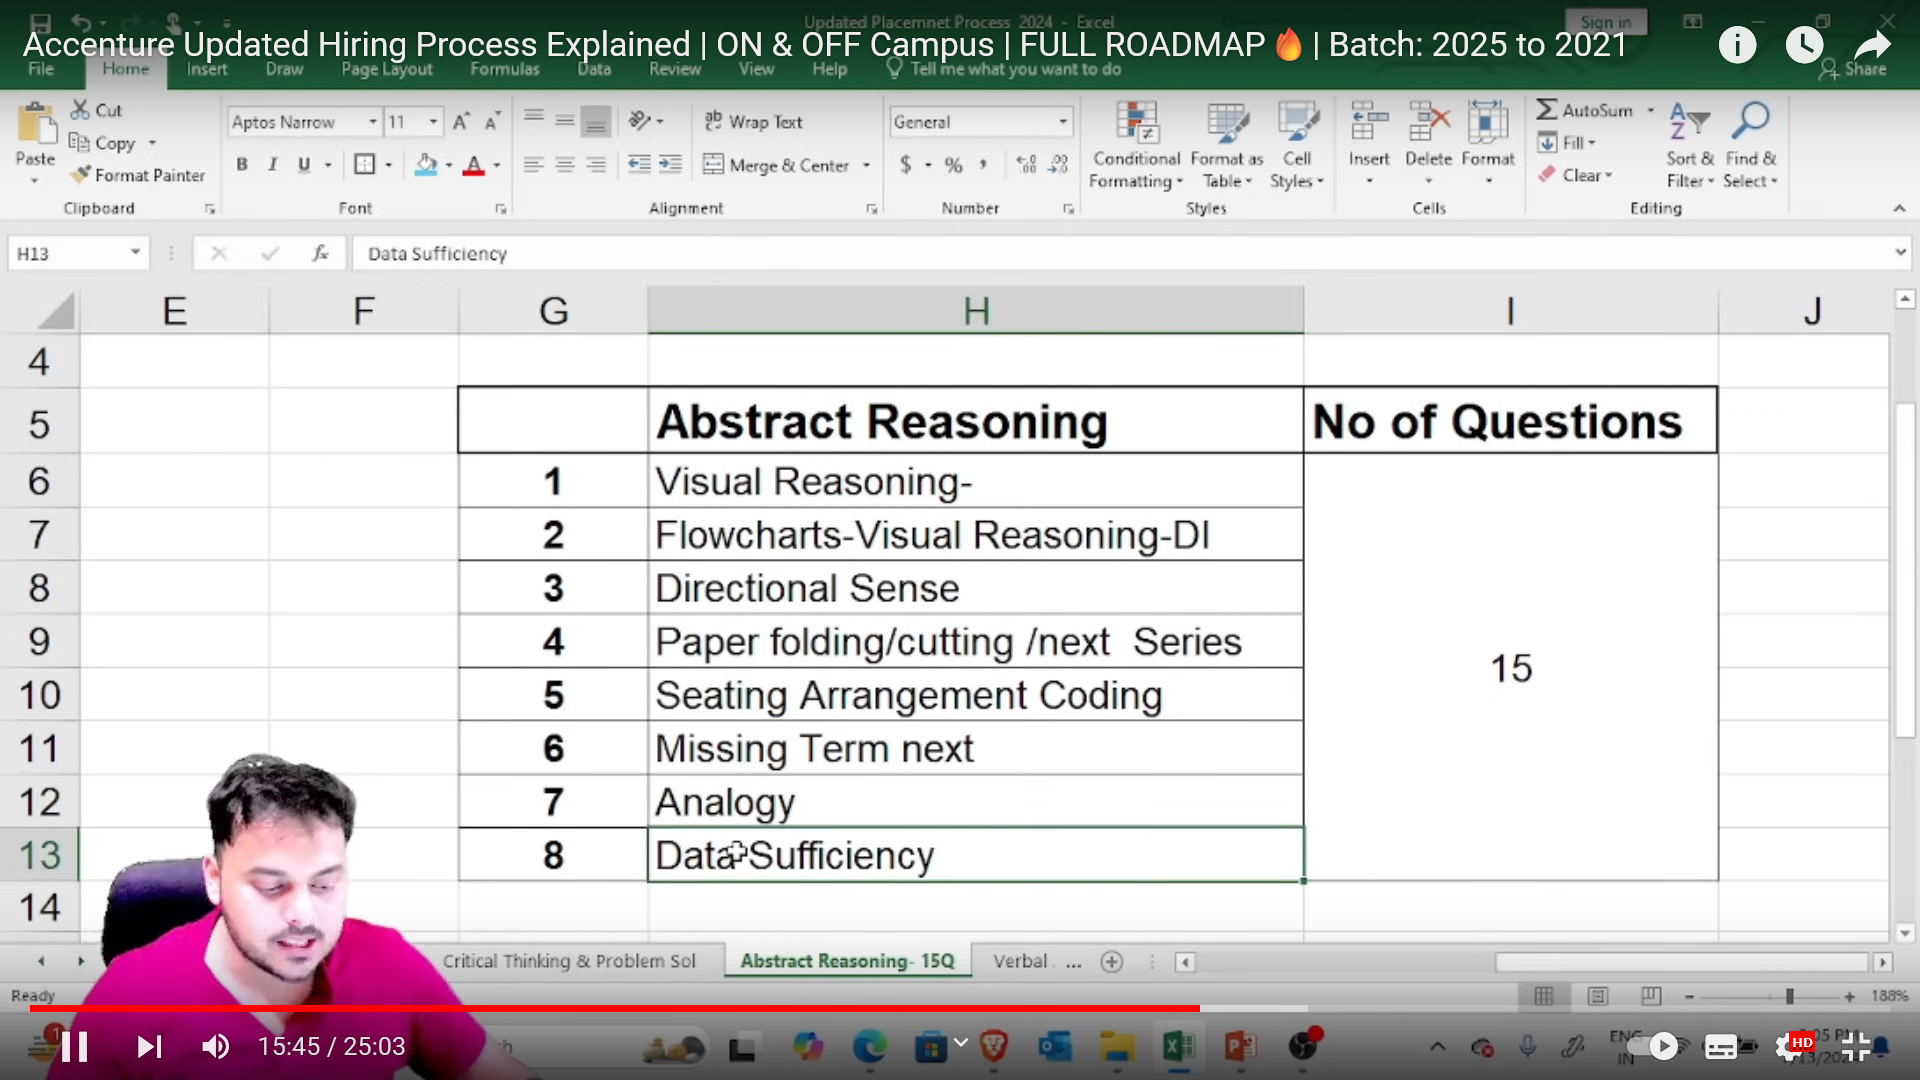 Updated Placemnet Process 2024 - Excel
Sign in
Accenture Updated Hiring Process Explained | ON & OFF Campus | FULL ROADMAP🔥 | Batch: 2025 to 2021
File Home Insert Draw Page Layout Formulas Data Review View Help Tell me what you want to do Share
Cut
Copy
Format Painter
Paste
Clipboard
Aptos Narrow 11
B I U
Font
Wrap Text
Merge & Center
Alignment
General
$ % ,
Number
Conditional Formatting
Format as Table
Cell Styles
Styles
Insert Delete Format
Cells
AutoSum
Fill
Clear
Sort & Filter
Find & Select
Editing
H13 fx Data Sufficiency
E F G H I J
4
5 Abstract Reasoning No of Questions
6 1 Visual Reasoning-
7 2 Flowcharts-Visual Reasoning-DI
8 3 Directional Sense
9 4 Paper folding/cutting /next Series
15
10 5 Seating Arrangement Coding
11 6 Missing Term next
12 7 Analogy
13 8 Data Sufficiency
14
Critical Thinking & Problem Sol Abstract Reasoning- 15Q Verbal ...
Ready
188%
15:45 / 25:03
ENG
IN
HD